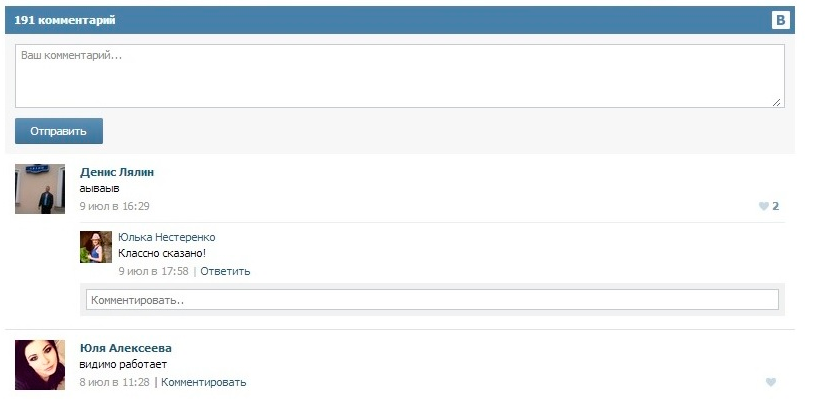 191 комментарий
B
Ваш комментарий...
Отправить
Денис Лялин
аываыв
9 июл в 16:29
2
Юлька Нестеренко
Классно сказано!
9 июл в 17:58 | Ответить
Комментировать..
Юля Алексеева
видимо работает
8 июл в 11:28 | Комментировать